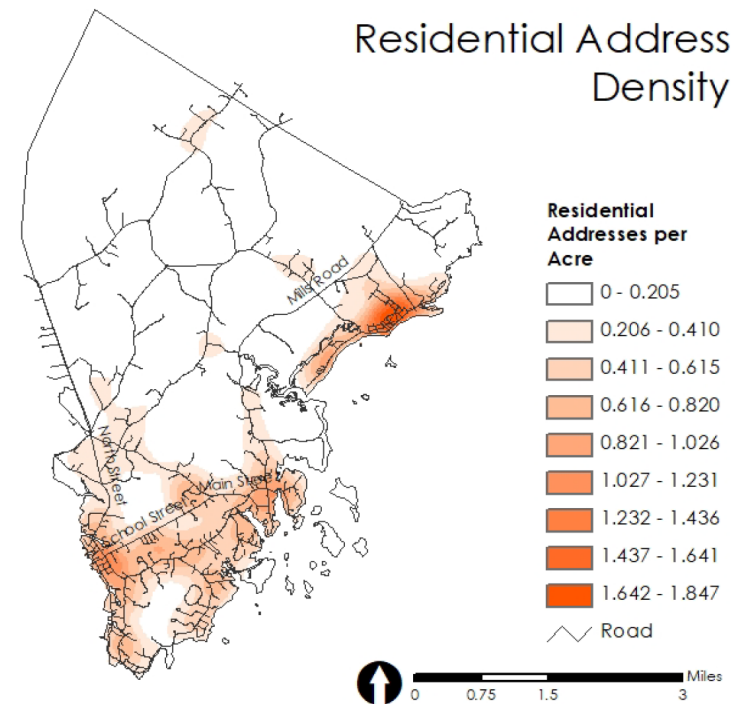 Residential Address
Density
Residential
Addresses per
Acre
0 - 0.205
0.206 - 0.410
0.411 - 0.615
0.616 - 0.820
0.821 - 1.026
1.027 - 1.231
1.232 - 1.436
1.437 - 1.641
1.642 - 1.847
Road
Mills Road
North Street
School Street
Main Stree
Miles
0 0.75 1.5 3